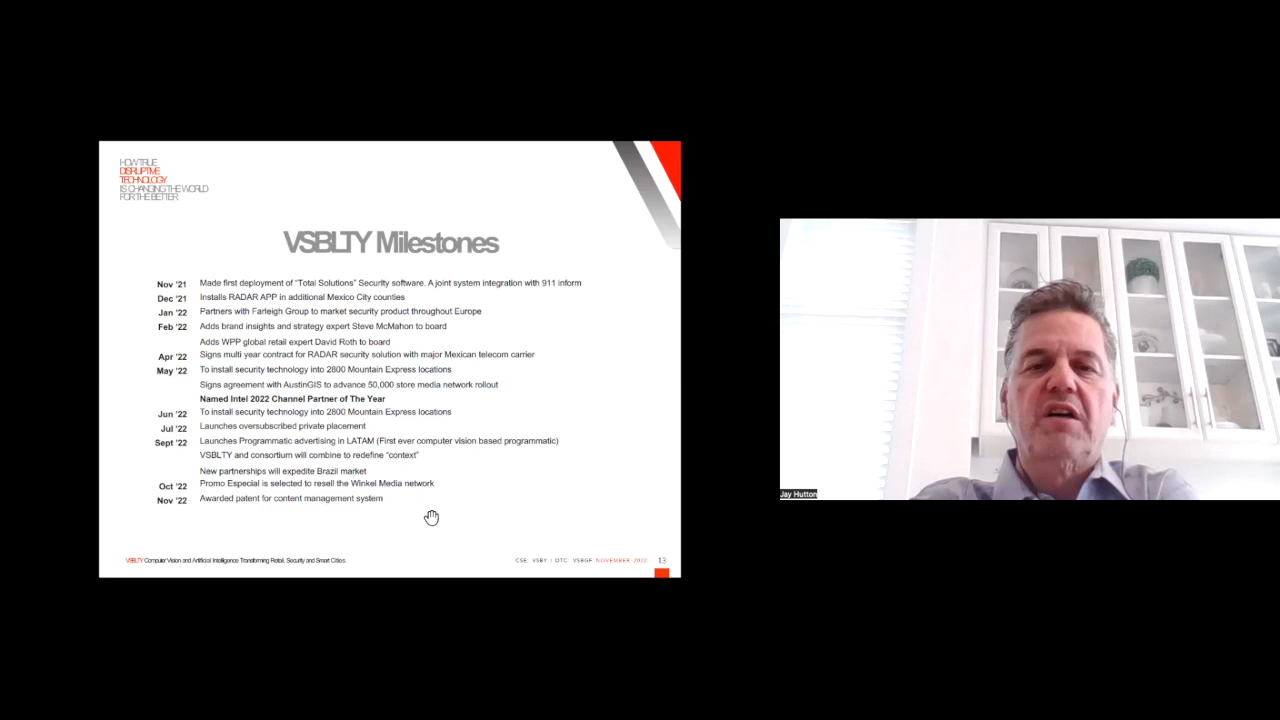 HOW TRUE
DISRUPTIVE
TECHNOLOGY
IS CHANGING THE WORLD
FOR THE BETTER
VSBLTY Milestones
Nov '21 Made first deployment of "Total Solutions" Security software. A joint system integration with 911 inform
Dec '21 Installs RADAR APP in additional Mexico City counties
Jan '22 Partners with Farleigh Group to market security product throughout Europe
Feb '22 Adds brand insights and strategy expert Steve McMahon to board
Adds WPP global retail expert David Roth to board
Apr '22 Signs multi year contract for RADAR security solution with major Mexican telecom carrier
May '22 To install security technology into 2800 Mountain Express locations
Signs agreement with AustinGIS to advance 50,000 store media network rollout
Named Intel 2022 Channel Partner of The Year
Jun '22 To install security technology into 2800 Mountain Express locations
Jul '22 Launches oversubscribed private placement
Sept '22 Launches Programmatic advertising in LATAM (First ever computer vision based programmatic)
VSBLTY and consortium will combine to redefine "context"
New partnerships will expedite Brazil market
Oct '22 Promo Especial is selected to resell the Winkel Media network
Nov '22 Awarded patent for content management system
VSBLTY Computer Vision and Artificial Intelligence Transforming Retail, Security and Smart Cities.
CSE: VSBY / OTC: VSBGF NOVEMBER 2022 13
Jay Hutton